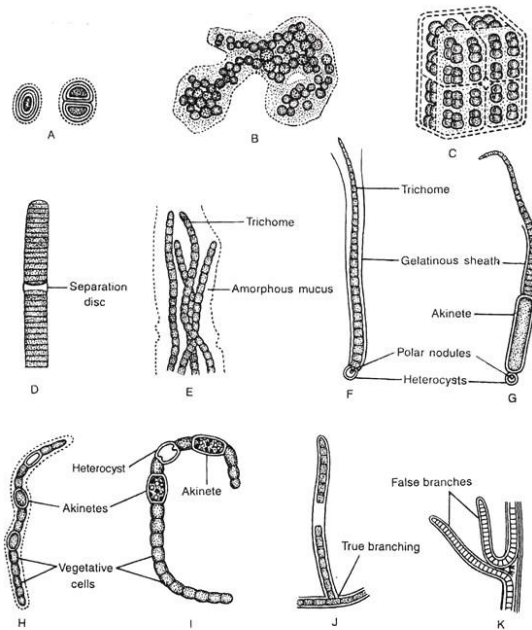 A
B
C
Trichome
Gelatinous sheath
Akinete
Polar nodules
Heterocysts
F
G
Separation
disc
D
Trichome
Amorphous mucus
E
Heterocyst
Akinete
Akinetes
Vegetative
cells
H
I
True branching
J
False branches
K